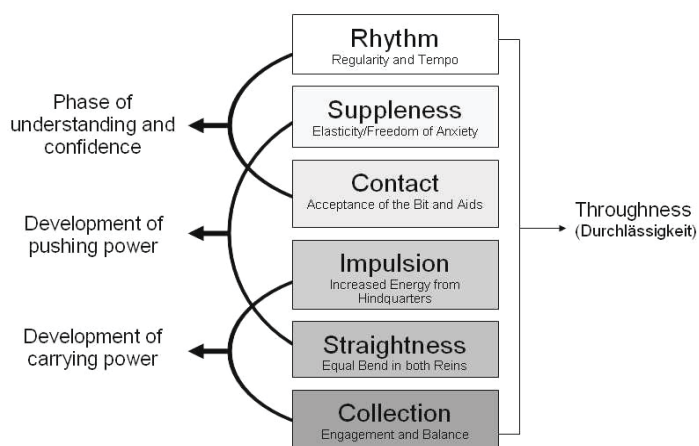 Rhythm
Regularity and Tempo
Suppleness
Elasticity/Freedom of Anxiety
Contact
Acceptance of the Bit and Aids
Impulsion
Increased Energy from
Hindquarters
Straightness
Equal Bend in both Reins
Collection
Engagement and Balance
Phase of
understanding and
confidence
Development of
pushing power
Development of
carrying power
Throughness
(Durchlässigkeit)